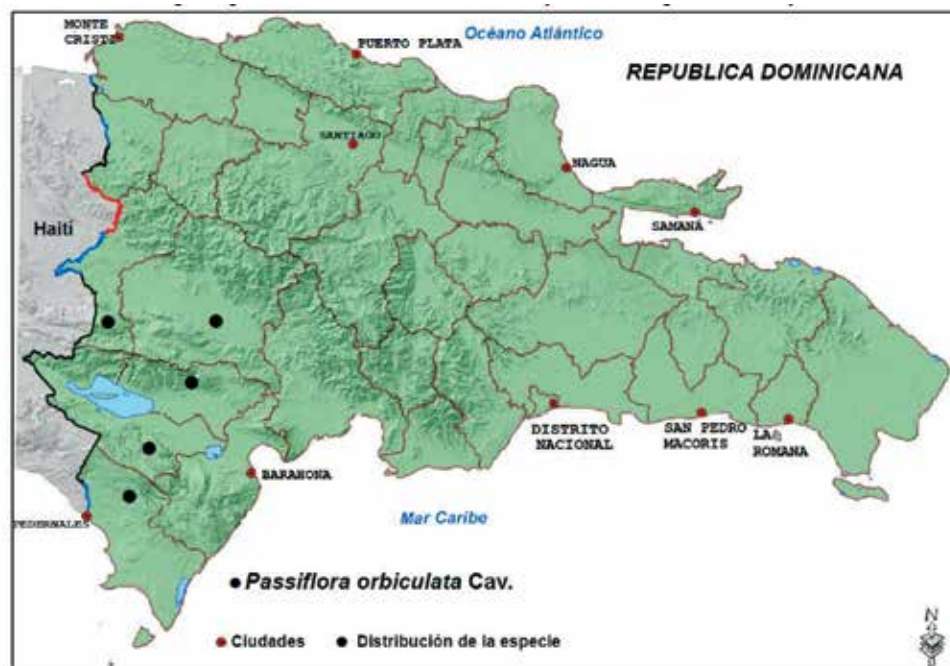 MONTE
CRISTI
PUERTO PLATA
Océano Atlántico
REPUBLICA DOMINICANA
SANTIAGO
NAGUA
SAMANÁ
Haití
DISTRITO
NACIONAL
SAN PEDRO
MACORIS
LA
ROMANA
BARAHONA
PEDERNALES
Mar Caribe
Passiflora orbiculata Cav.
Ciudades
Distribución de la especie
N